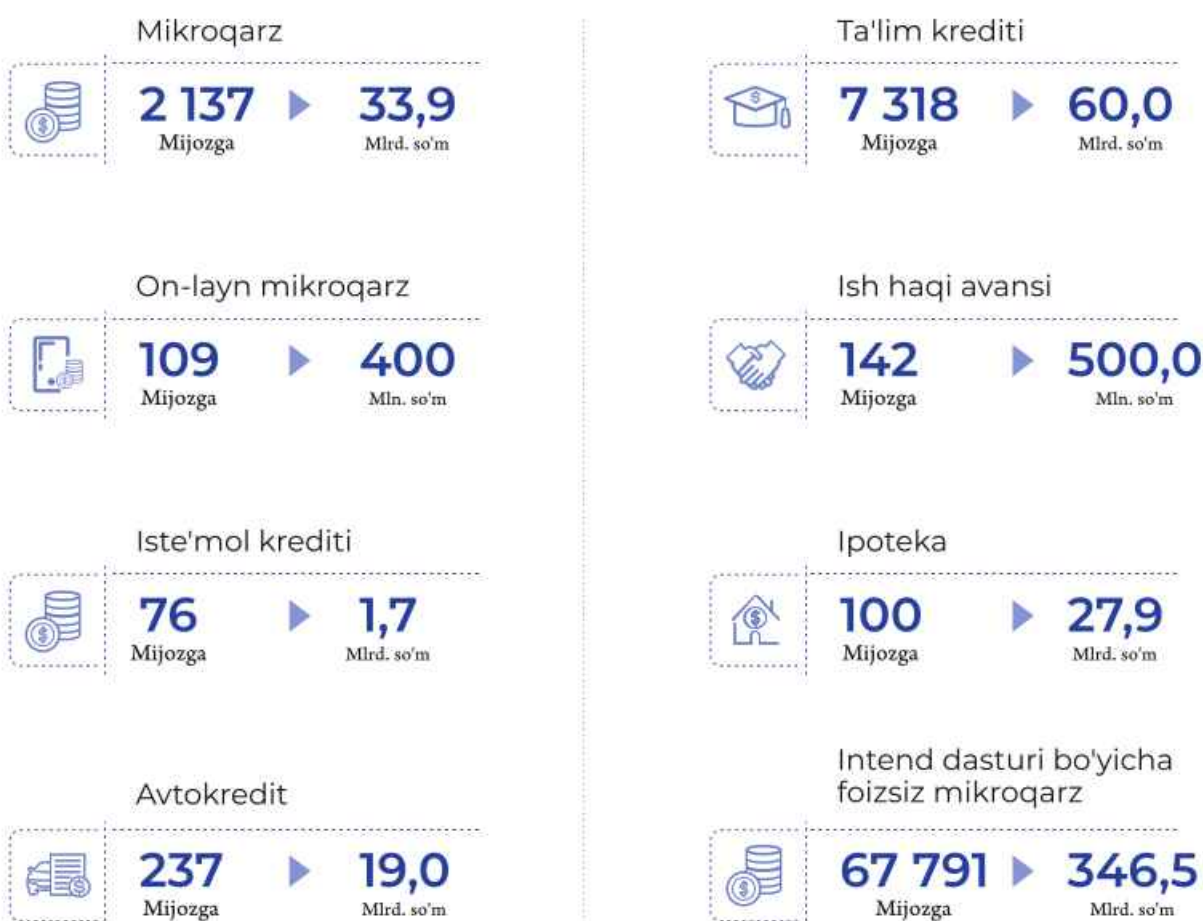 Mikroqarz
2 137 33,9
Mijozga Mlrd. so'm
On-layn mikroqarz
109 400
Mijozga Mln. so'm
Iste'mol krediti
76 1,7
Mijozga Mlrd. so'm
Avtokredit
237 19,0
Mijozga Mlrd. so'm
Ta'lim krediti
7 318 60,0
Mijozga Mlrd. so'm
Ish haqi avansi
142 500,0
Mijozga Mln. so'm
Ipoteka
100 27,9
Mijozga Mlrd. so'm
Intend dasturi bo'yicha
foizsiz mikroqarz
67 791 346,5
Mijozga Mlrd. so'm